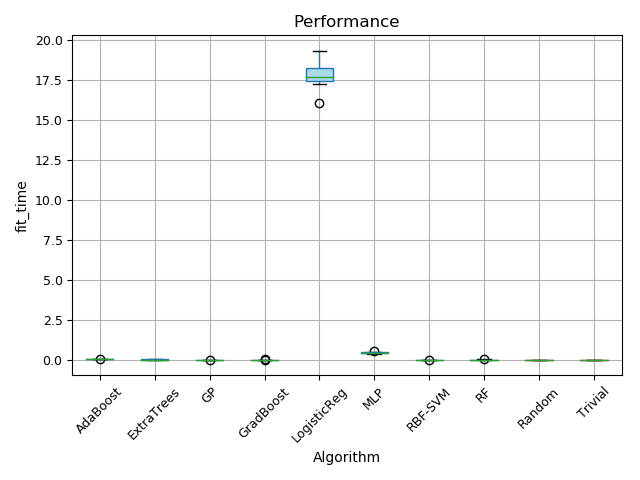 Performance
20.0
17.5
15.0
12.5
10.0
7.5
5.0
2.5
0.0
fit_time
AdaBoost
ExtraTrees
GP
GradBoost
LogisticReg
MLP
RBF-SVM
RF
Random
Trivial
Algorithm